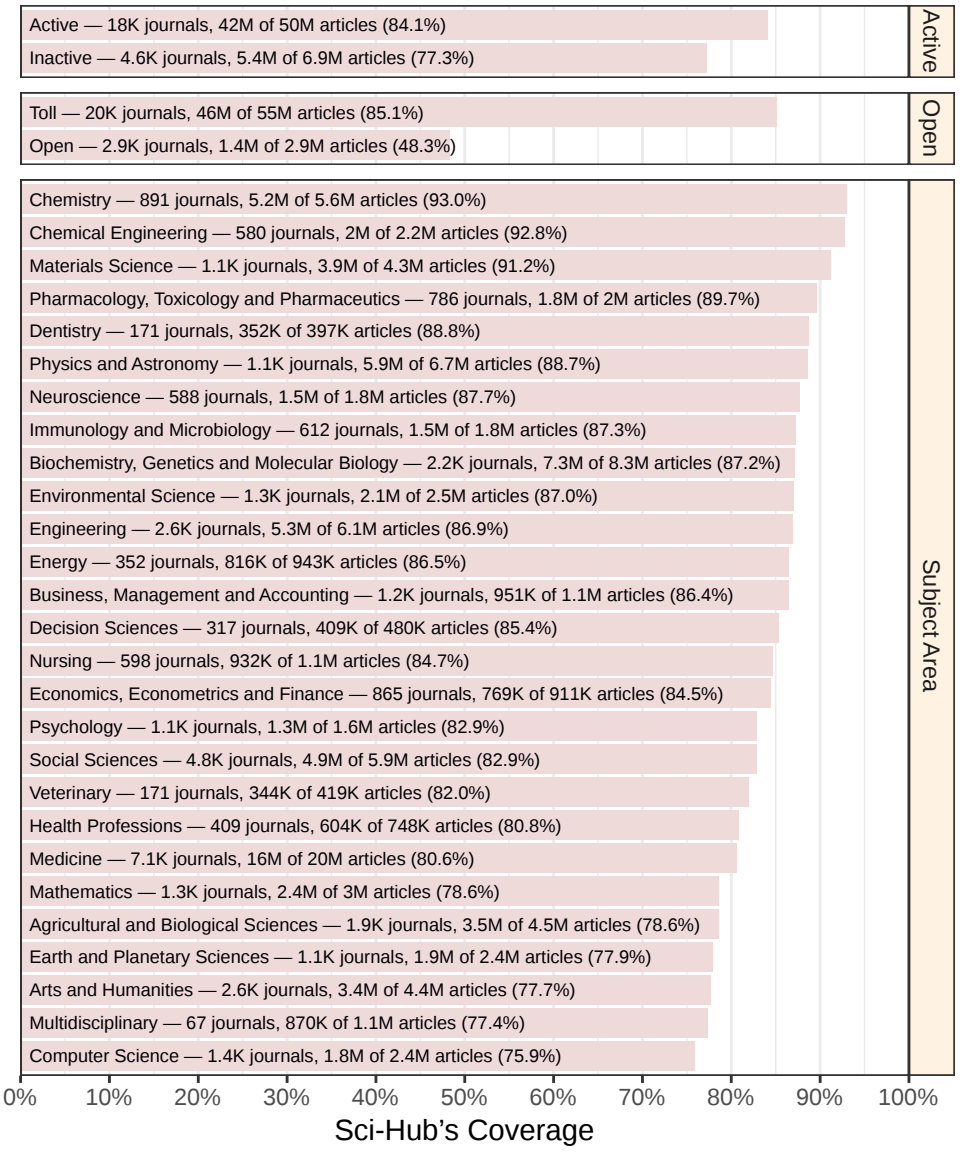 Active — 18K journals, 42M of 50M articles (84.1%)
Inactive — 4.6K journals, 5.4M of 6.9M articles (77.3%)
Active
Toll — 20K journals, 46M of 55M articles (85.1%)
Open — 2.9K journals, 1.4M of 2.9M articles (48.3%)
Open
Chemistry — 891 journals, 5.2M of 5.6M articles (93.0%)
Chemical Engineering — 580 journals, 2M of 2.2M articles (92.8%)
Materials Science — 1.1K journals, 3.9M of 4.3M articles (91.2%)
Pharmacology, Toxicology and Pharmaceutics — 786 journals, 1.8M of 2M articles (89.7%)
Dentistry — 171 journals, 352K of 397K articles (88.8%)
Physics and Astronomy — 1.1K journals, 5.9M of 6.7M articles (88.7%)
Neuroscience — 588 journals, 1.5M of 1.8M articles (87.7%)
Immunology and Microbiology — 612 journals, 1.5M of 1.8M articles (87.3%)
Biochemistry, Genetics and Molecular Biology — 2.2K journals, 7.3M of 8.3M articles (87.2%)
Environmental Science — 1.3K journals, 2.1M of 2.5M articles (87.0%)
Engineering — 2.6K journals, 5.3M of 6.1M articles (86.9%)
Energy — 352 journals, 816K of 943K articles (86.5%)
Business, Management and Accounting — 1.2K journals, 951K of 1.1M articles (86.4%)
Decision Sciences — 317 journals, 409K of 480K articles (85.4%)
Nursing — 598 journals, 932K of 1.1M articles (84.7%)
Economics, Econometrics and Finance — 865 journals, 769K of 911K articles (84.5%)
Psychology — 1.1K journals, 1.3M of 1.6M articles (82.9%)
Social Sciences — 4.8K journals, 4.9M of 5.9M articles (82.9%)
Veterinary — 171 journals, 344K of 419K articles (82.0%)
Health Professions — 409 journals, 604K of 748K articles (80.8%)
Medicine — 7.1K journals, 16M of 20M articles (80.6%)
Mathematics — 1.3K journals, 2.4M of 3M articles (78.6%)
Agricultural and Biological Sciences — 1.9K journals, 3.5M of 4.5M articles (78.6%)
Earth and Planetary Sciences — 1.1K journals, 1.9M of 2.4M articles (77.9%)
Arts and Humanities — 2.6K journals, 3.4M of 4.4M articles (77.7%)
Multidisciplinary — 67 journals, 870K of 1.1M articles (77.4%)
Computer Science — 1.4K journals, 1.8M of 2.4M articles (75.9%)
Subject Area
0% 10% 20% 30% 40% 50% 60% 70% 80% 90% 100%
Sci-Hub’s Coverage